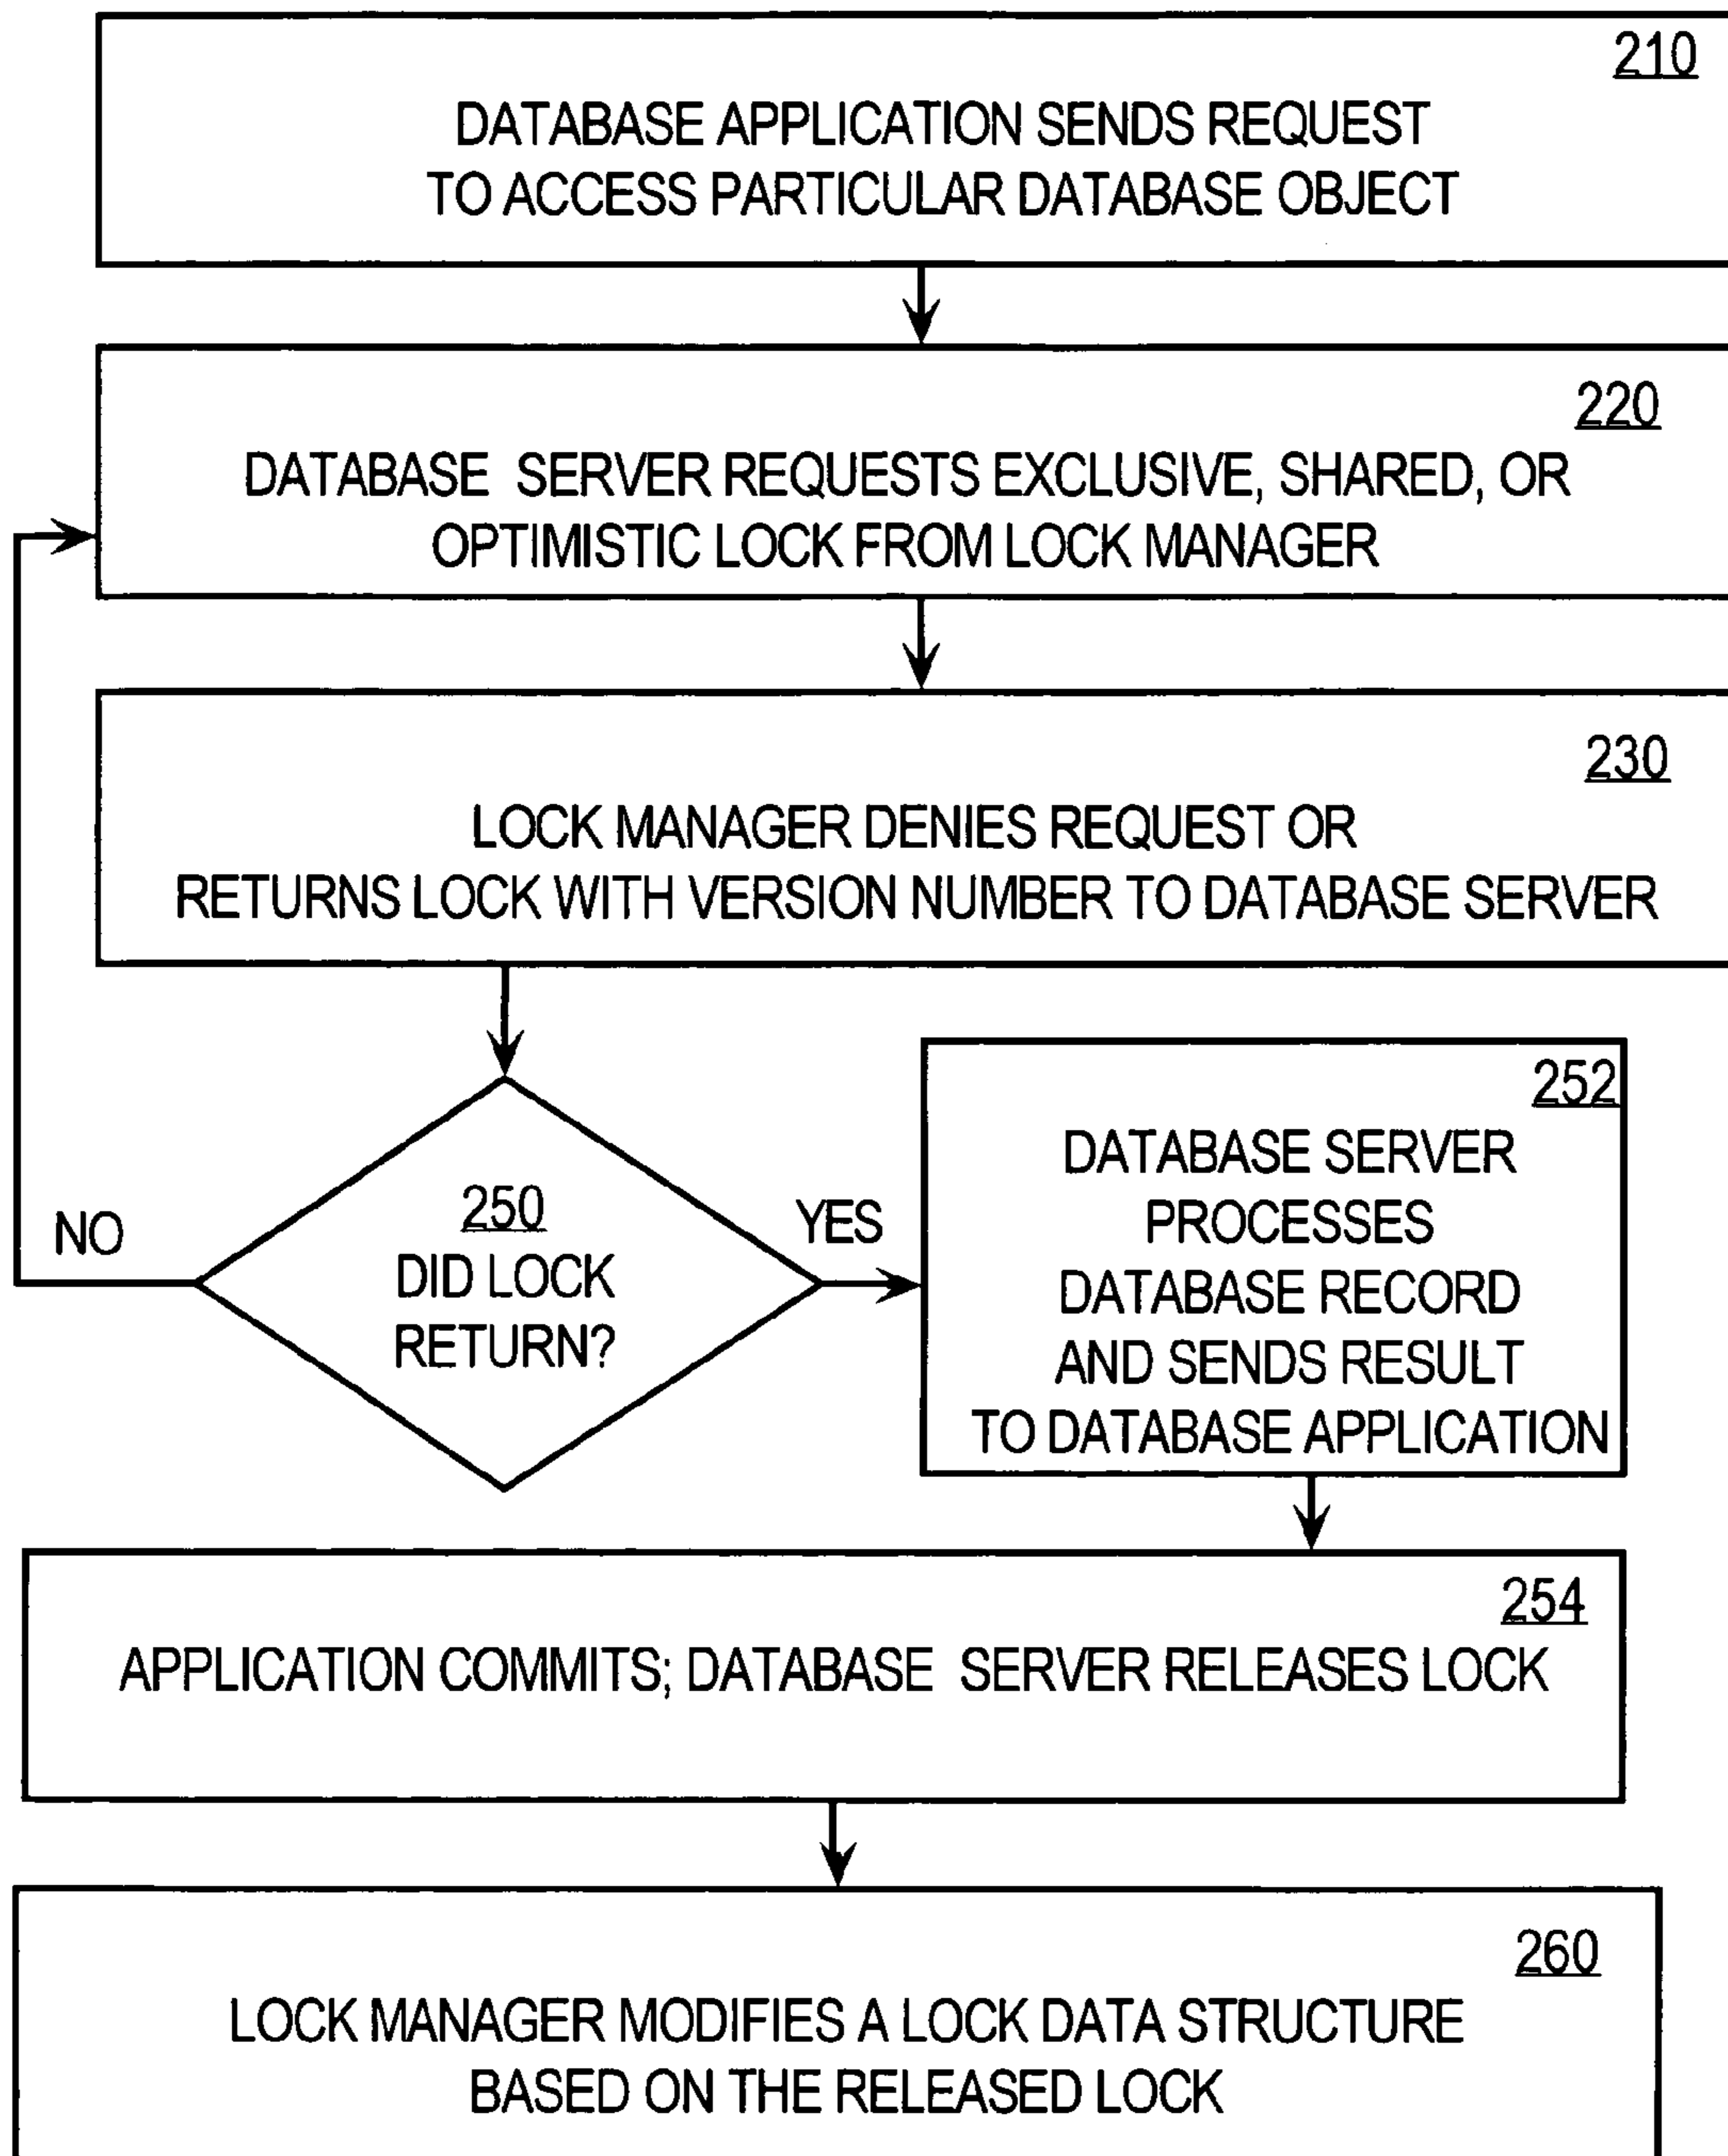 210
DATABASE APPLICATION SENDS REQUEST
TO ACCESS PARTICULAR DATABASE OBJECT
220
DATABASE SERVER REQUESTS EXCLUSIVE, SHARED, OR
OPTIMISTIC LOCK FROM LOCK MANAGER
230
LOCK MANAGER DENIES REQUEST OR
RETURNS LOCK WITH VERSION NUMBER TO DATABASE SERVER
NO
250
DID LOCK
RETURN?
YES
252
DATABASE SERVER
PROCESSES
DATABASE RECORD
AND SENDS RESULT
TO DATABASE APPLICATION
254
APPLICATION COMMITS; DATABASE SERVER RELEASES LOCK
260
LOCK MANAGER MODIFIES A LOCK DATA STRUCTURE
BASED ON THE RELEASED LOCK